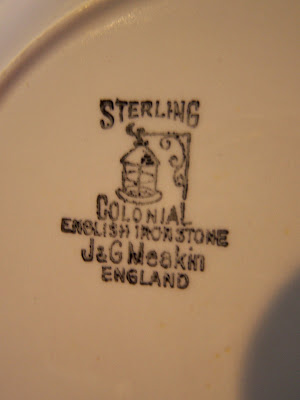 STERLING
COLONIAL
ENGLISH IRONSTONE
J&G Meakin
ENGLAND